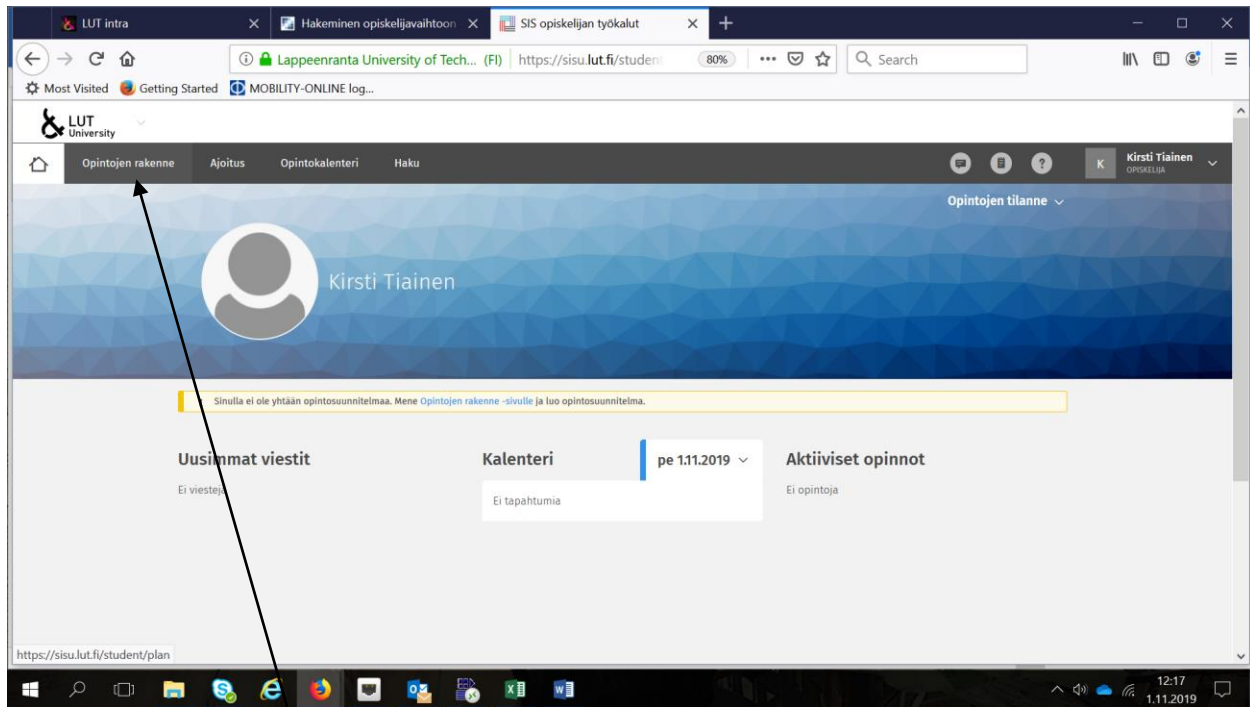 LUT intra
Hakeminen opiskelijavaihtoon
SIS opiskelijan työkalut
Lappeenranta University of Tech... (FI) https://sisu.lut.fi/student 80% Search
Most Visited Getting Started MOBILITY-ONLINE log...
LUT
University
Opintojen rakenne Ajoitus Opintokalenteri Haku K Kirsti Tiainen
OPISKELIJA
Opintojen tilanne
Kirsti Tiainen
Sinulla ei ole yhtään opintosuunnitelmaa. Mene Opintojen rakenne -sivulle ja luo opintosuunnitelma.
Uusimmat viestit Kalenteri pe 1.11.2019 Aktiiviset opinnot
Ei viestejä Ei tapahtumia Ei opintoja
https://sisu.lut.fi/student/plan
12:17
1.11.2019